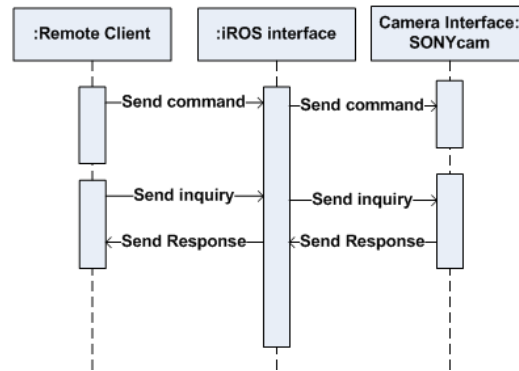 :Remote Client
:iROS interface
Camera Interface:
SONYcam
Send command
Send command
Send inquiry
Send inquiry
Send Response
Send Response